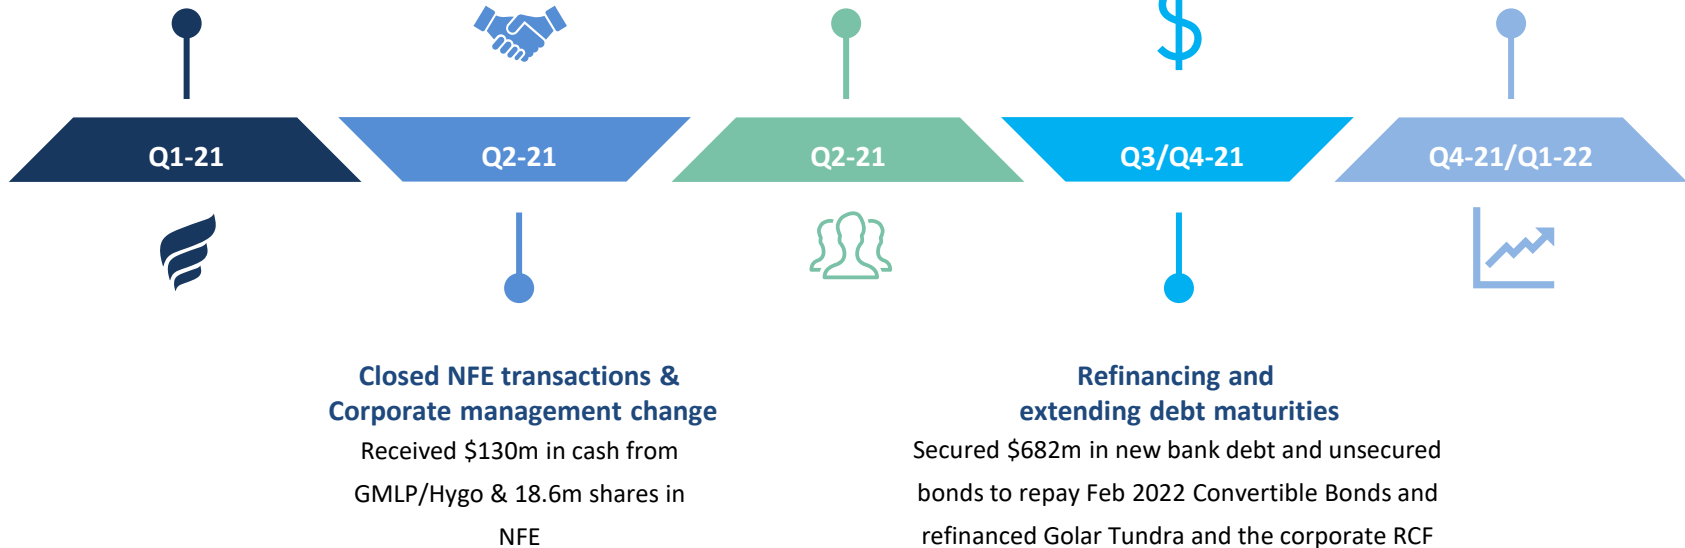 Q1-21
Q2-21
Q2-21
Q3/Q4-21
Q4-21/Q1-22
Closed NFE transactions &
Corporate management change
Received $130m in cash from
GMLP/Hygo & 18.6m shares in
NFE
Refinancing and
extending debt maturities
Secured $682m in new bank debt and unsecured
bonds to repay Feb 2022 Convertible Bonds and
refinanced Golar Tundra and the corporate RCF